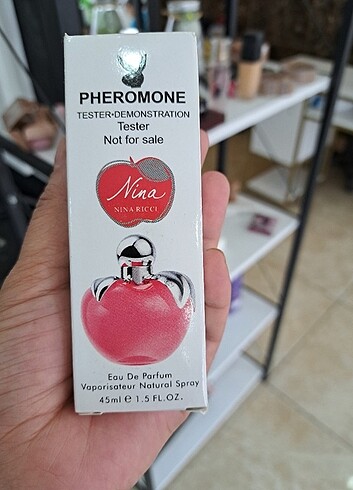 PHEROMONE
TESTER•DEMONSTRATION
Tester
Not for sale
Nina
NINA RICCI
Eau De Parfum
Vaporisateur Natural Spray
45ml e 1.5 FL.OZ.